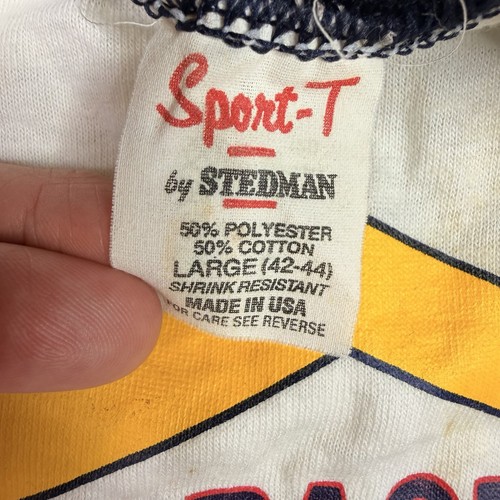 Sport-T
by STEDMAN
50% POLYESTER
50% COTTON
LARGE (42-44)
SHRINK RESISTANT
MADE IN USA
FOR CARE SEE REVERSE